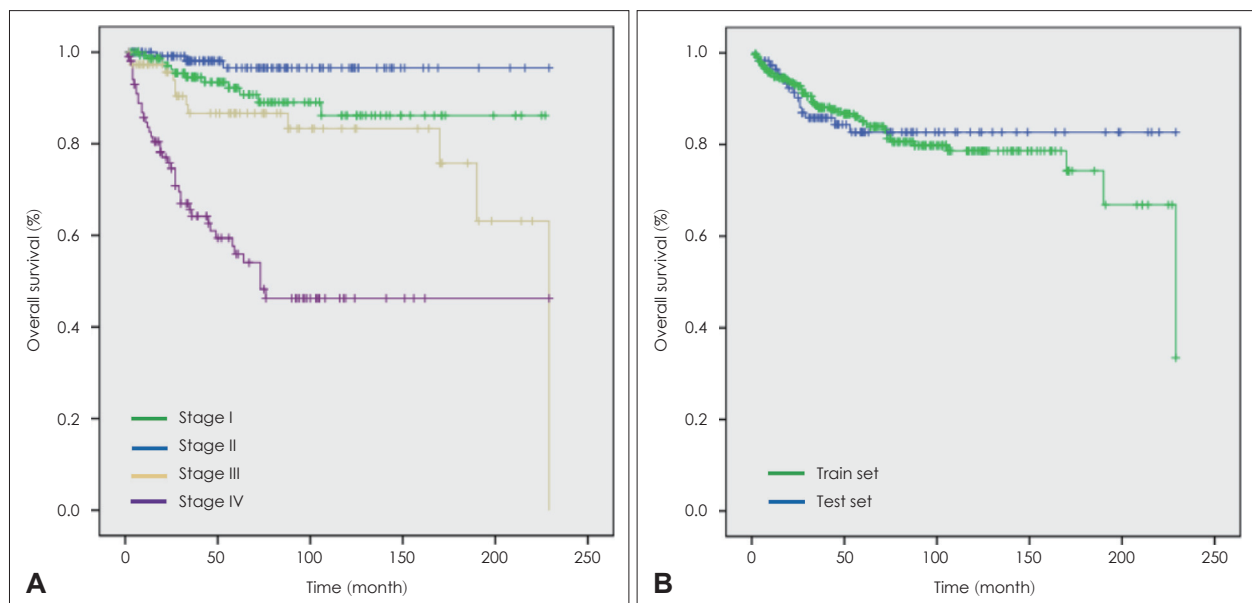 1.0
0.8
0.6
0.4
0.2
0.0
Overall survival (%)
Stage I
Stage II
Stage III
Stage IV
0 50 100 150 200 250
Time (month)
A
1.0
0.8
0.6
0.4
0.2
0.0
Overall survival (%)
Train set
Test set
0 50 100 150 200 250
Time (month)
B